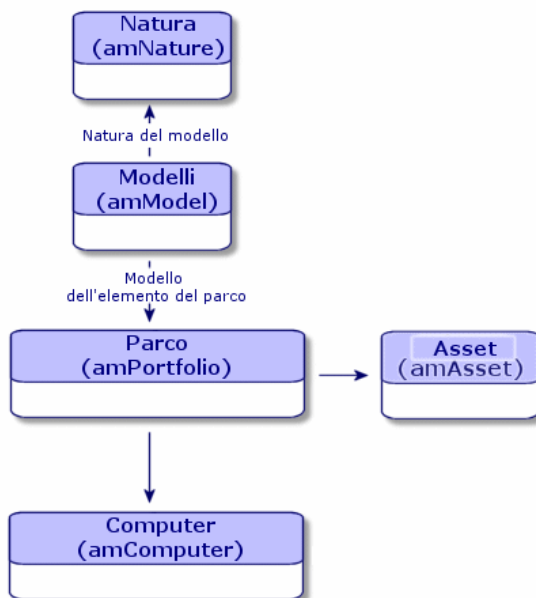 Natura
(amNature)
Natura del modello
Modelli
(amModel)
Modello
dell'elemento del parco
Parco
(amPortfolio)
Asset
(amAsset)
Computer
(amComputer)